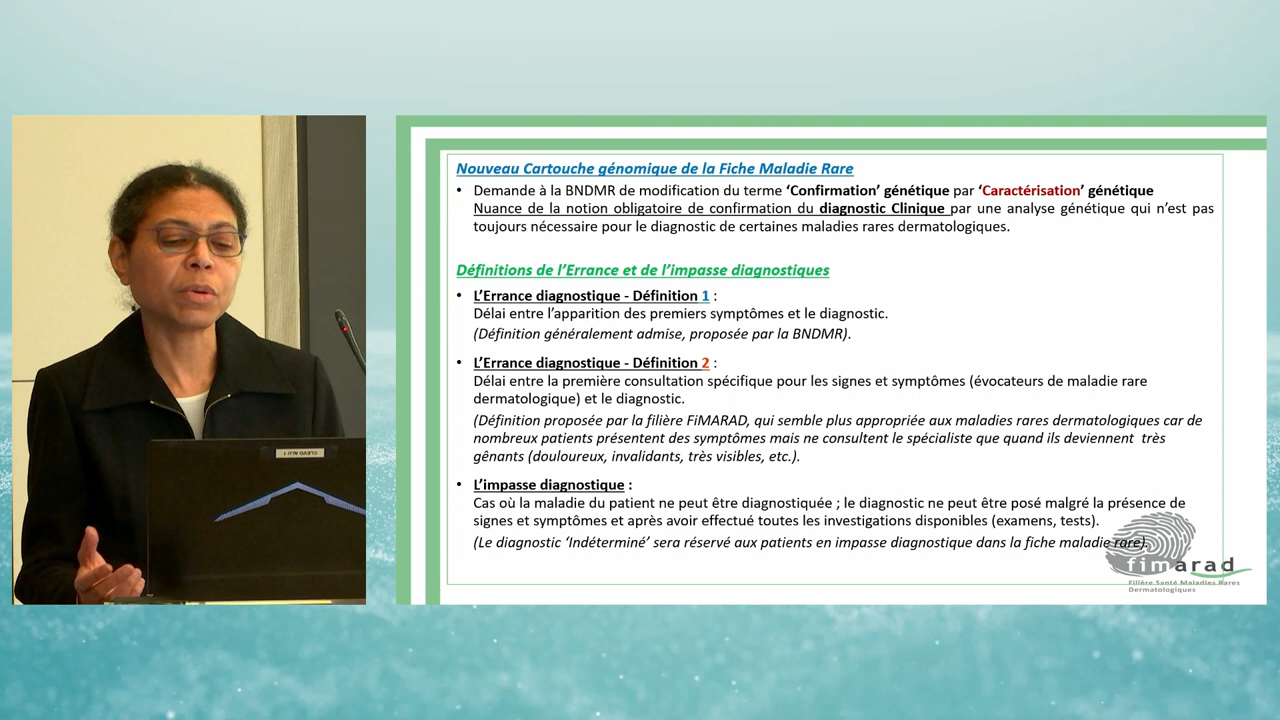 Nouveau Cartouche génomique de la Fiche Maladie Rare
• Demande à la BNDMR de modification du terme ‘Confirmation’ génétique par ‘Caractérisation’ génétique
Nuance de la notion obligatoire de confirmation du diagnostic Clinique par une analyse génétique qui n’est pas
toujours nécessaire pour le diagnostic de certaines maladies rares dermatologiques.
Définitions de l’Errance et de l’impasse diagnostiques
• L’Errance diagnostique - Définition 1 :
Délai entre l’apparition des premiers symptômes et le diagnostic.
(Définition généralement admise, proposée par la BNDMR).
• L’Errance diagnostique - Définition 2 :
Délai entre la première consultation spécifique pour les signes et symptômes (évocateurs de maladie rare
dermatologique) et le diagnostic.
(Définition proposée par la filière FiMARAD, qui semble plus appropriée aux maladies rares dermatologiques car de
nombreux patients présentent des symptômes mais ne consultent le spécialiste que quand ils deviennent très
gênants (douloureux, invalidants, très visibles, etc.).
• L’impasse diagnostique :
Cas où la maladie du patient ne peut être diagnostiquée ; le diagnostic ne peut être posé malgré la présence de
signes et symptômes et après avoir effectué toutes les investigations disponibles (examens, tests).
(Le diagnostic ‘Indéterminé’ sera réservé aux patients en impasse diagnostique dans la fiche maladie rare).
fimarad
Filière Santé Maladies Rares
Dermatologiques
CLEVO ALU 1